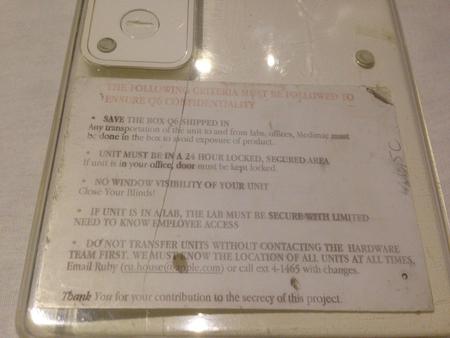 THE FOLLOWING CRITERIA MUST BE FOLLOWED TO
ENSURE Q6 CONFIDENTIALITY
• SAVE THE BOX Q6 SHIPPED IN
Any transportation of the unit to and from labs, offices, Medimac must
be done in the box to avoid exposure of product.
• UNIT MUST BE IN A 24 HOUR LOCKED, SECURED AREA
If unit is in your office, door must be kept locked.
• NO WINDOW VISIBILITY OF YOUR UNIT
Close Your Blinds!
• IF UNIT IS IN A LAB, THE LAB MUST BE SECURE WITH LIMITED
NEED TO KNOW EMPLOYEE ACCESS
• DO NOT TRANSFER UNITS WITHOUT CONTACTING THE HARDWARE
TEAM FIRST. WE MUST KNOW THE LOCATION OF ALL UNITS AT ALL TIMES.
Email Ruby (ru.house@apple.com) or call ext 4-1465 with changes.
Thank You for your contribution to the secrecy of this project.